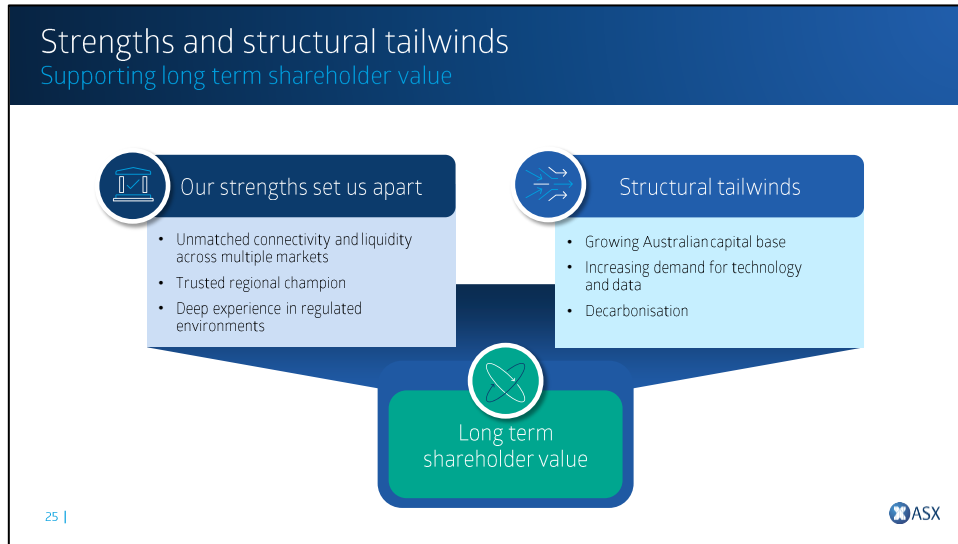 Strengths and structural tailwinds
Supporting long term shareholder value
Our strengths set us apart
• Unmatched connectivity and liquidity
across multiple markets
• Trusted regional champion
• Deep experience in regulated
environments
Structural tailwinds
• Growing Australian capital base
• Increasing demand for technology
and data
• Decarbonisation
Long term
shareholder value
25 |
ASX